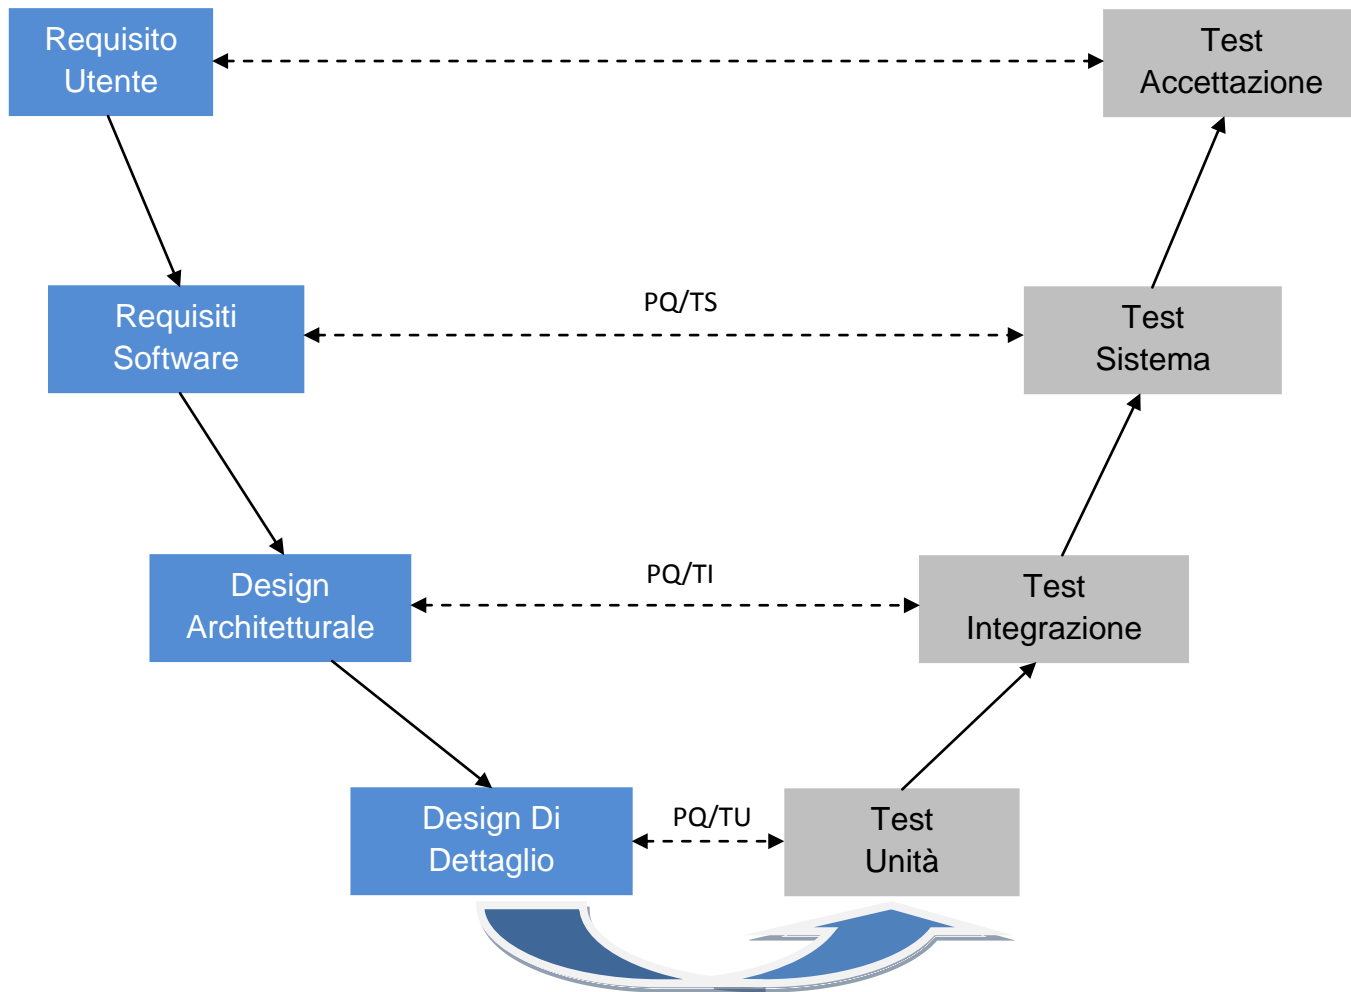 Requisito
Utente
Test
Accettazione
PQ/TS
Requisiti
Software
Test
Sistema
PQ/TI
Design
Architetturale
Test
Integrazione
PQ/TU
Design Di
Dettaglio
Test
Unità